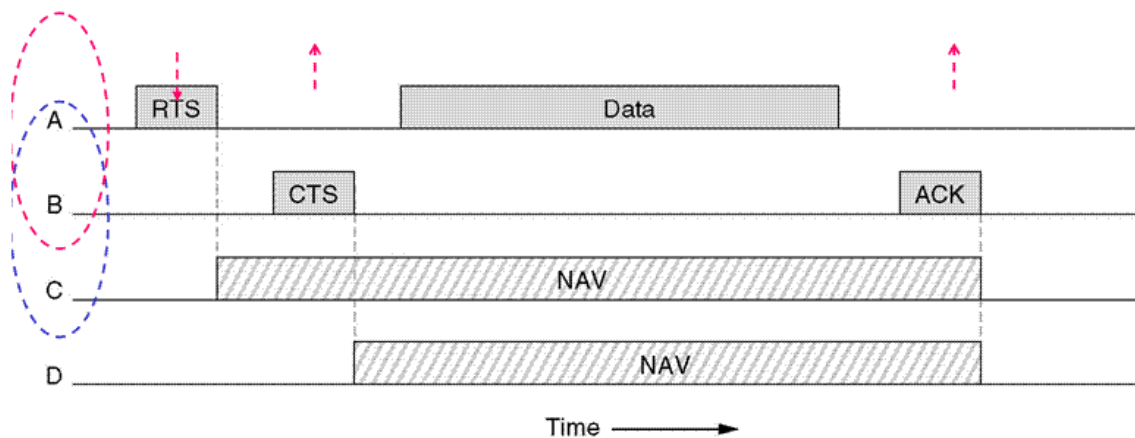 A RTS Data
B CTS ACK
C NAV
D NAV
Time